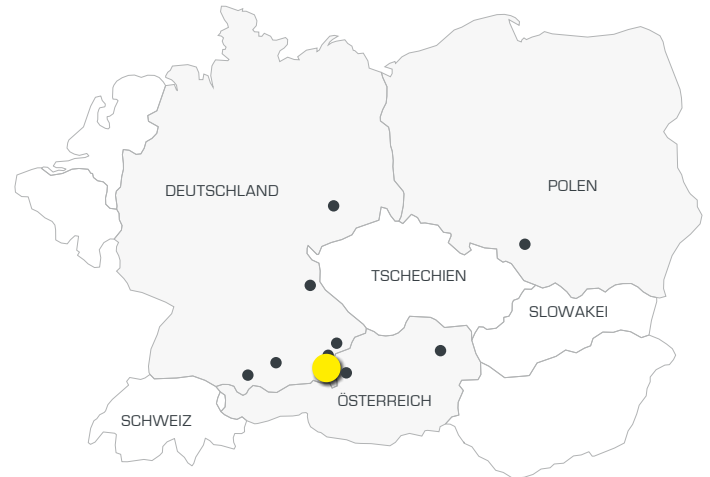 DEUTSCHLAND
POLEN
TSCHECHIEN
SLOWAKEI
ÖSTERREICH
SCHWEIZ